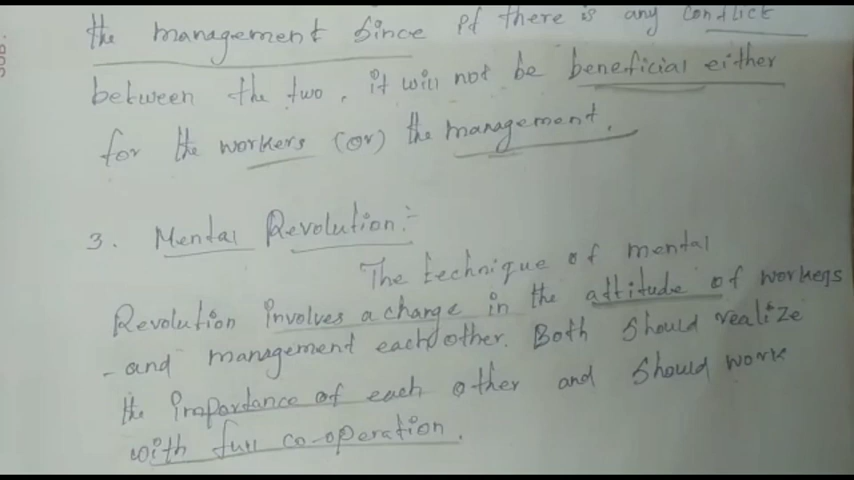 the management Since If there is any conflict
between the two, it will not be beneficial either
for the workers (or) the management.
3. Mental Revolution:-
The technique of mental
Revolution involves a change in the attitude of workers
- and management each other. Both should realize
the importance of each other and should work
with full co-operation.